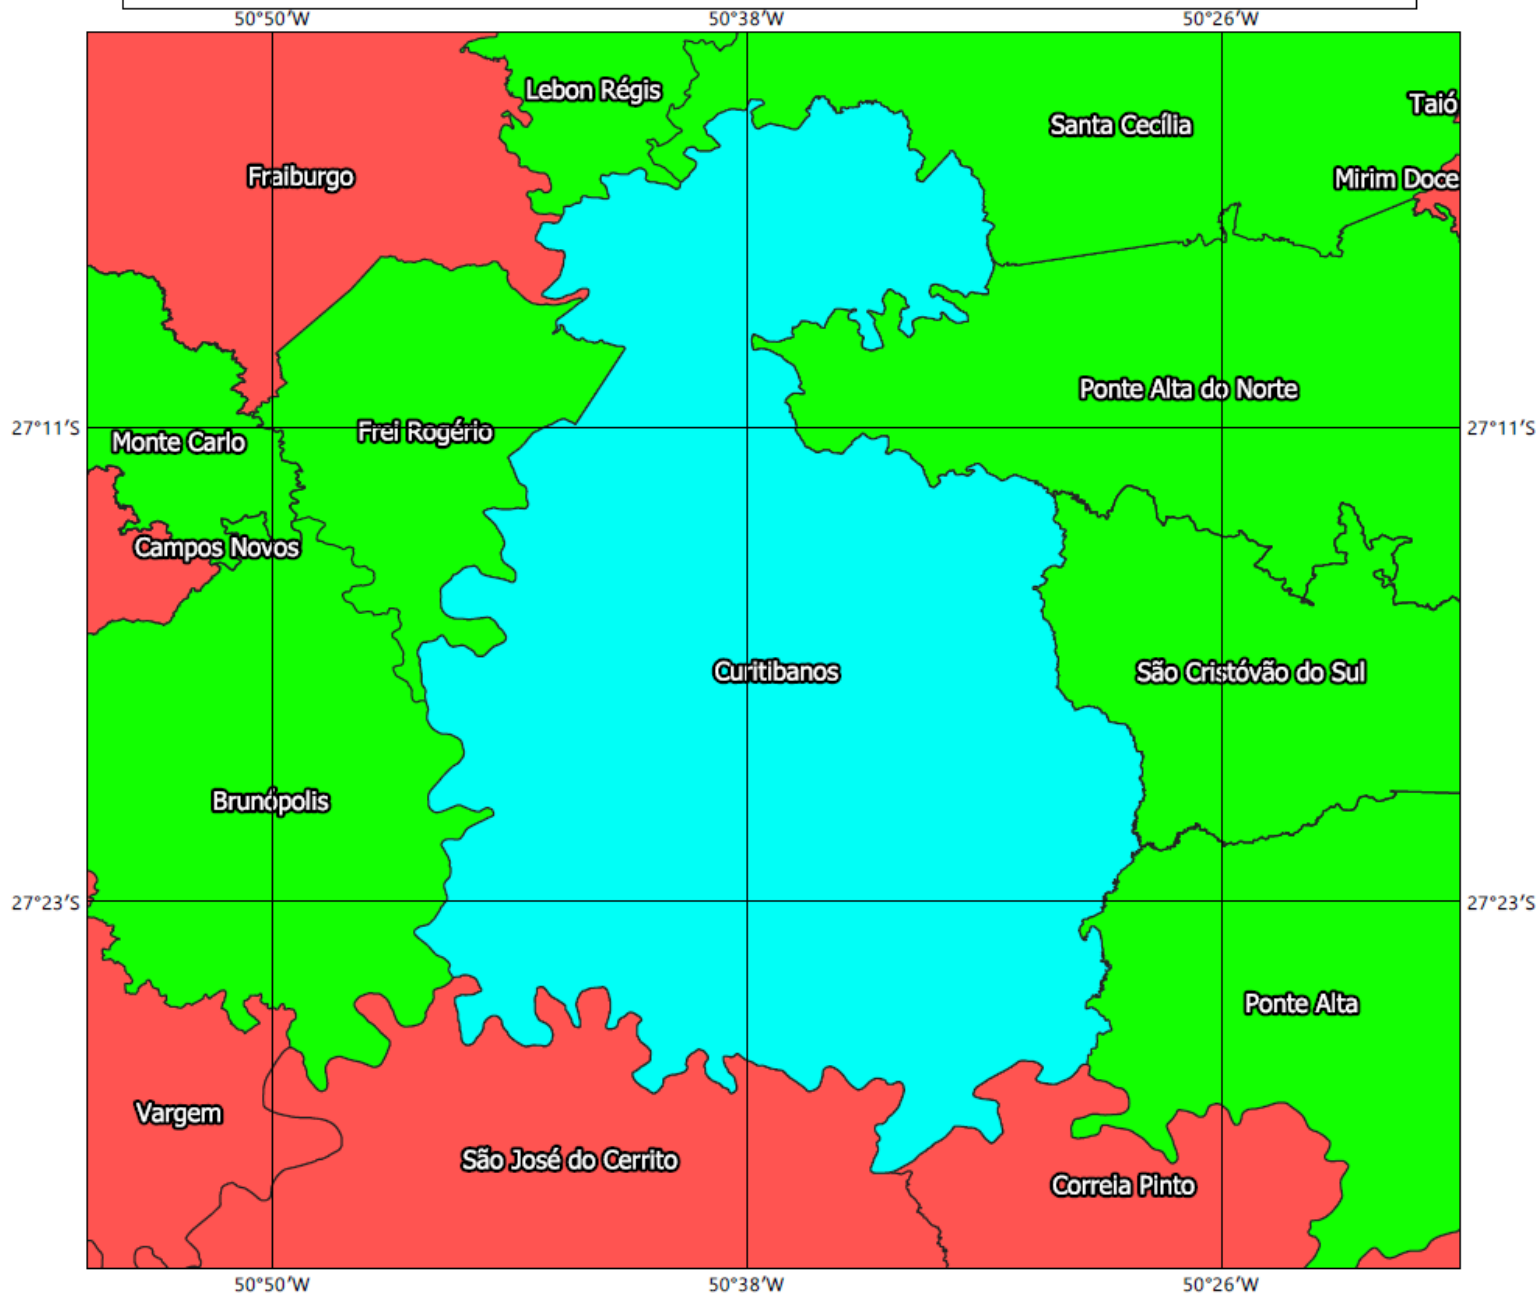 50°50′W 50°38′W 50°26′W
Lebon Régis
Taió
Santa Cecília
Fraiburgo
Mirim Doce
Ponte Alta do Norte
27°11′S 27°11′S
Frei Rogério
Monte Carlo
Campos Novos
Curitibanos
São Cristóvão do Sul
Brunópolis
27°23′S 27°23′S
Ponte Alta
Vargem
São José do Cerrito
Correia Pinto
50°50′W 50°38′W 50°26′W